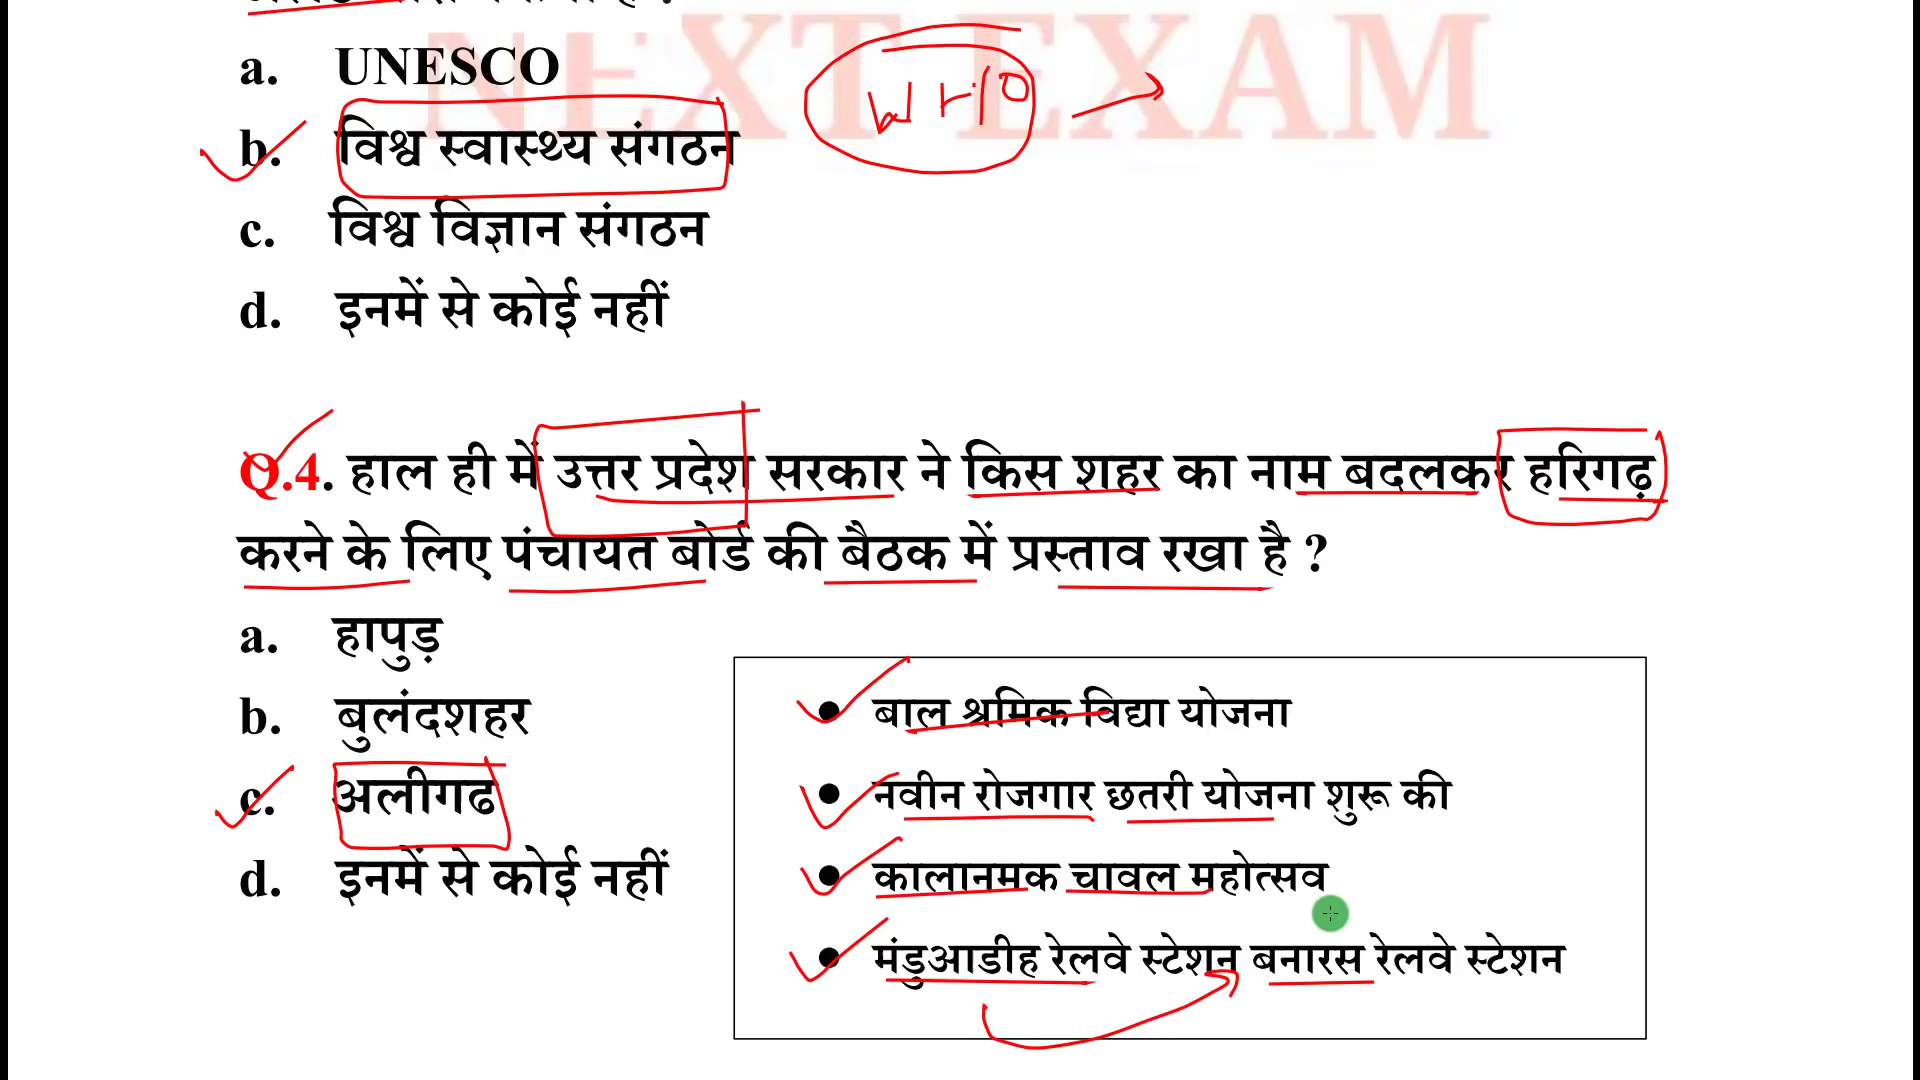 NEXT EXAM
a. UNESCO
b. विश्व स्वास्थ्य संगठन
c. विश्व विज्ञान संगठन
d. इनमें से कोई नहीं
Q.4. हाल ही में उत्तर प्रदेश सरकार ने किस शहर का नाम बदलकर हरिगढ़
करने के लिए पंचायत बोर्ड की बैठक में प्रस्ताव रखा है ?
a. हापुड़
b. बुलंदशहर
c. अलीगढ
d. इनमें से कोई नहीं
● बाल श्रमिक विद्या योजना
● नवीन रोजगार छतरी योजना शुरू की
● कालानमक चावल महोत्सव
● मंडुआडीह रेलवे स्टेशन बनारस रेलवे स्टेशन